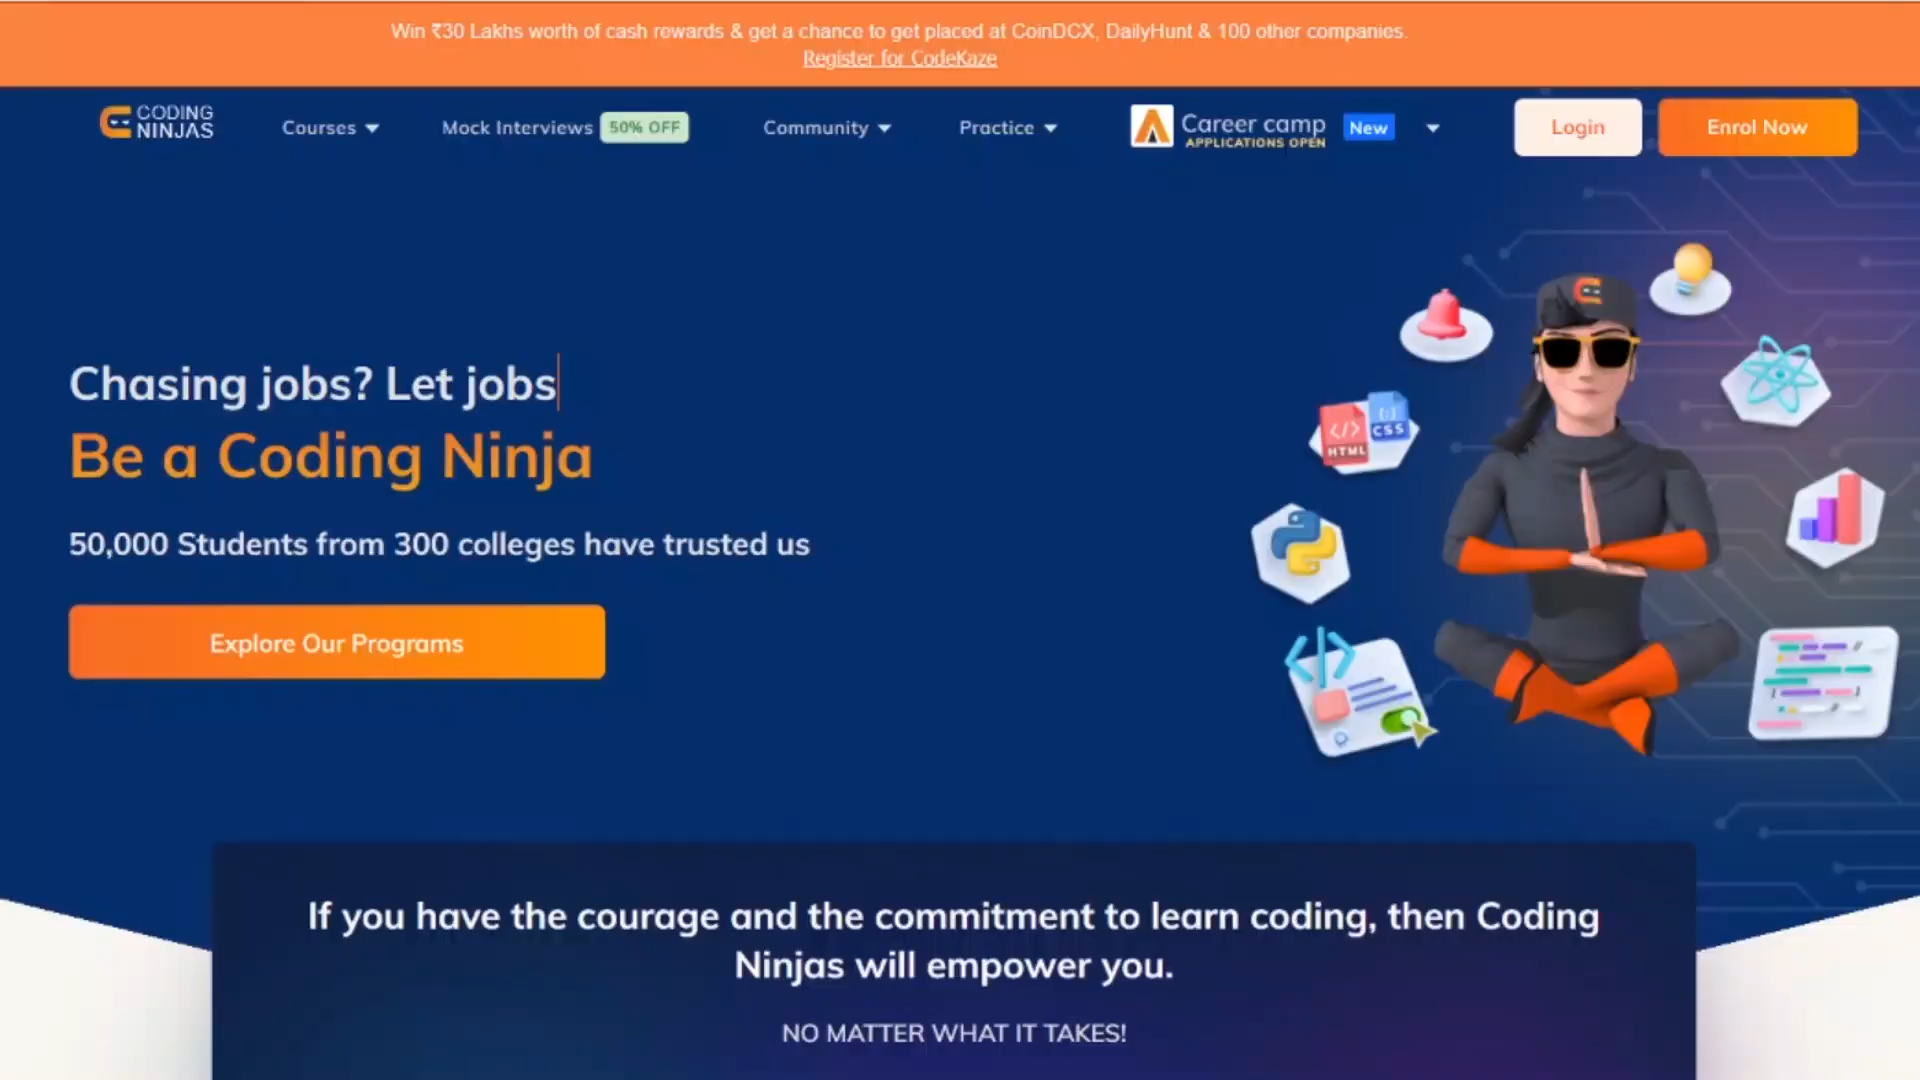 Win ₹30 Lakhs worth of cash rewards & get a chance to get placed at CoinDCX, DailyHunt & 100 other companies.
Register for CodeKaze
CODING
NINJAS
Courses
Mock Interviews 50% OFF
Community
Practice
Career camp
APPLICATIONS OPEN
New
Login
Enrol Now
Chasing jobs? Let jobs
Be a Coding Ninja
50,000 Students from 300 colleges have trusted us
Explore Our Programs
</>
HTML
{;}
CSS
</>
If you have the courage and the commitment to learn coding, then Coding
Ninjas will empower you.
NO MATTER WHAT IT TAKES!